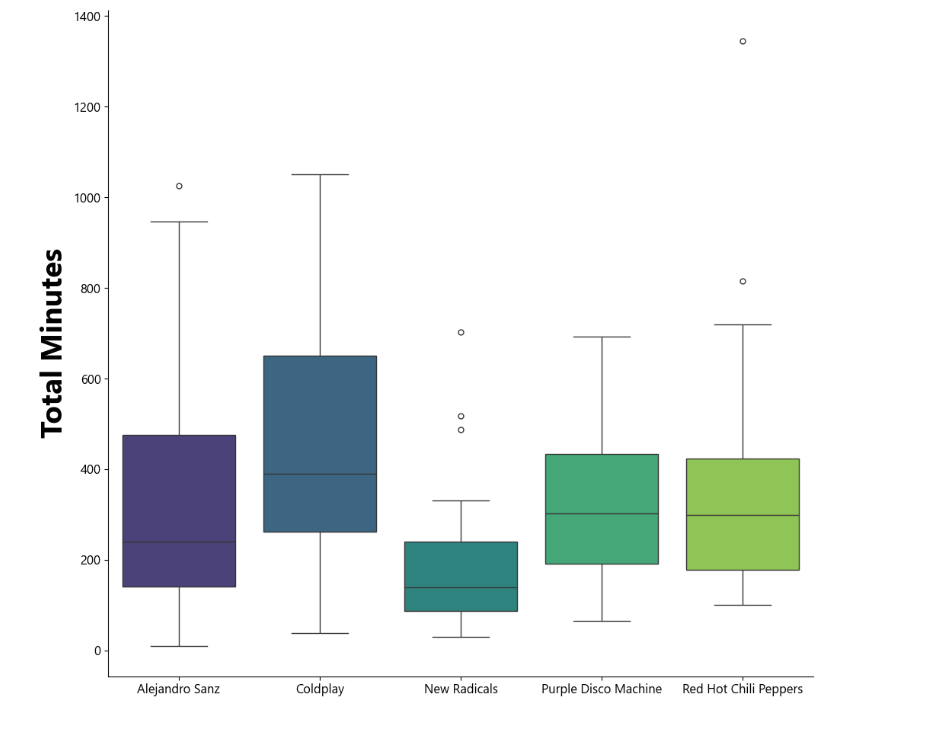 Total Minutes
1400
1200
1000
800
600
400
200
0
Alejandro Sanz
Coldplay
New Radicals
Purple Disco Machine
Red Hot Chili Peppers